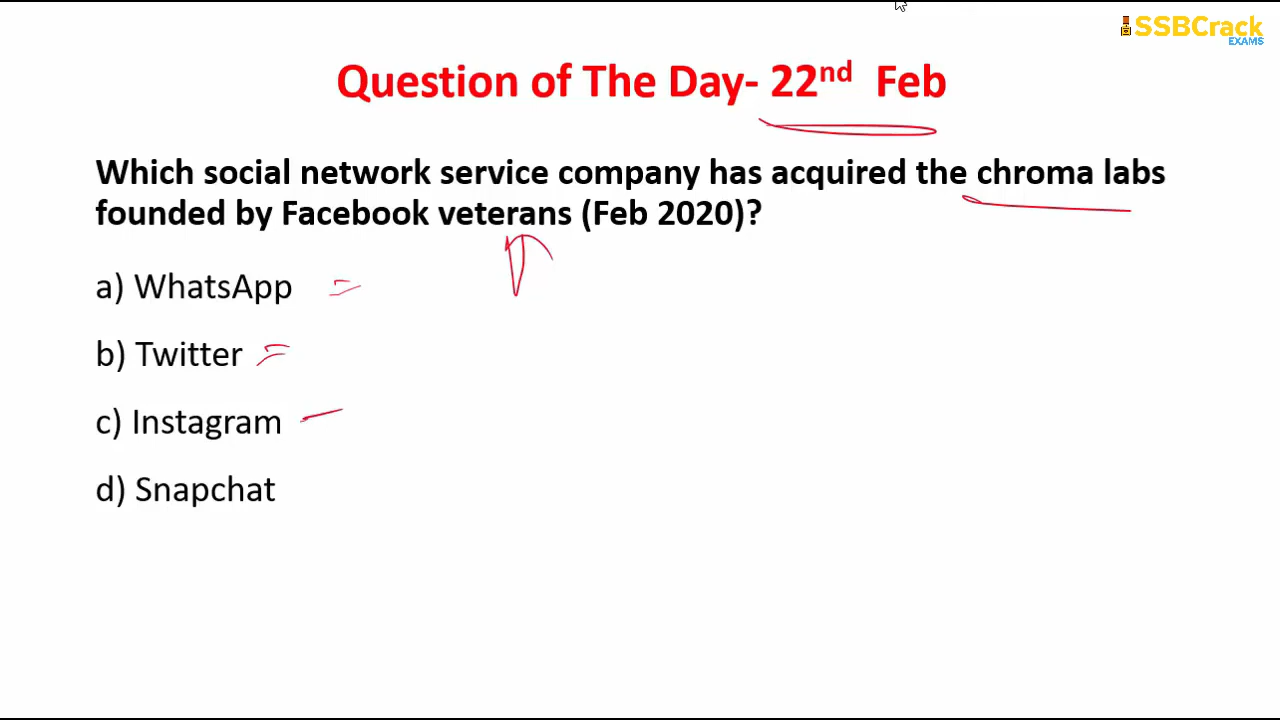 SSBCrack
EXAMS
Question of The Day- 22nd Feb
Which social network service company has acquired the chroma labs
founded by Facebook veterans (Feb 2020)?
a) WhatsApp
b) Twitter
c) Instagram
d) Snapchat